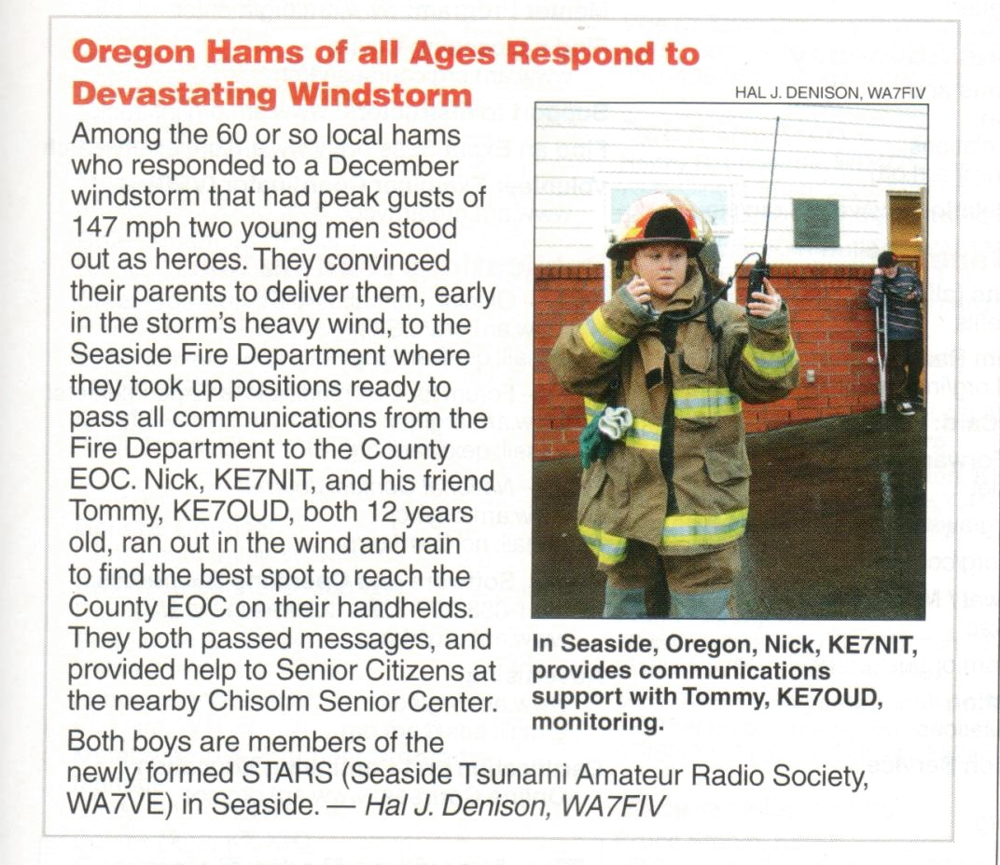 Oregon Hams of all Ages Respond to
Devastating Windstorm
HAL J. DENISON, WA7FIV
Among the 60 or so local hams
who responded to a December
windstorm that had peak gusts of
147 mph two young men stood
out as heroes. They convinced
their parents to deliver them, early
in the storm's heavy wind, to the
Seaside Fire Department where
they took up positions ready to
pass all communications from the
Fire Department to the County
EOC. Nick, KE7NIT, and his friend
Tommy, KE7OUD, both 12 years
old, ran out in the wind and rain
to find the best spot to reach the
County EOC on their handhelds.
They both passed messages, and
provided help to Senior Citizens at
the nearby Chisolm Senior Center.
In Seaside, Oregon, Nick, KE7NIT,
provides communications
support with Tommy, KE7OUD,
monitoring.
Both boys are members of the
newly formed STARS (Seaside Tsunami Amateur Radio Society,
WA7VE) in Seaside. — Hal J. Denison, WA7FIV